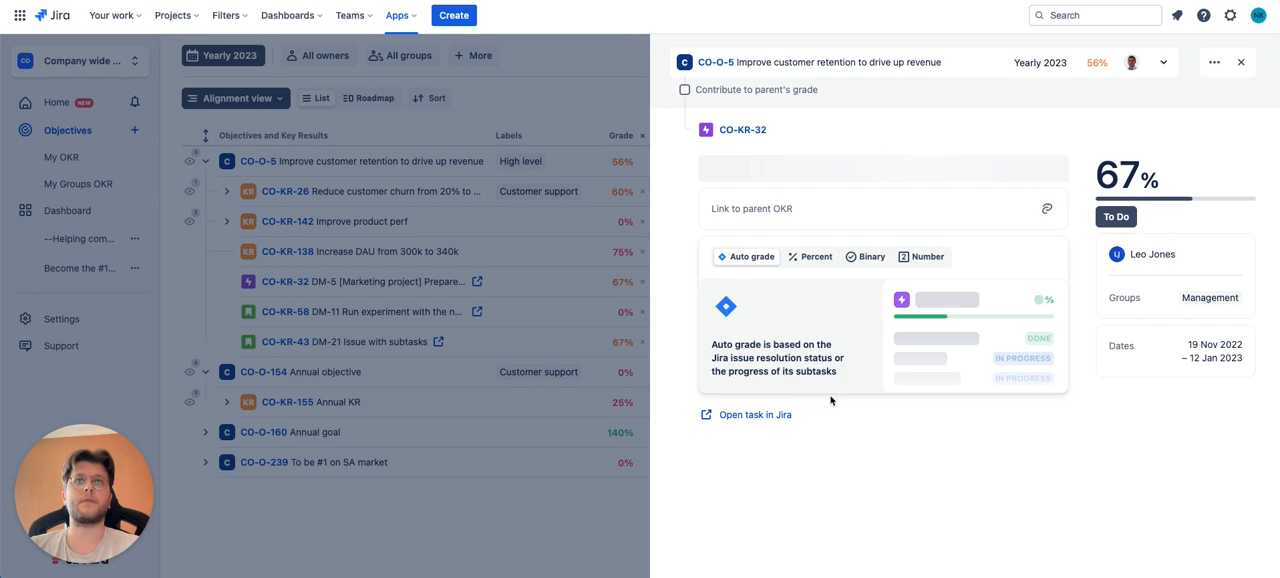 Jira
Your work
Projects
Filters
Dashboards
Teams
Apps
Create
Search
NK
CO
Company wide ...
Home NEW
Objectives +
My OKR
My Groups OKR
Dashboard
--Helping com... ...
Become the #1... ...
Settings
Support
Yearly 2023
All owners
All groups
+ More
Alignment view
List
Roadmap
Sort
Objectives and Key Results Labels Grade
C CO-O-5 Improve customer retention to drive up revenue High level 56%
KR CO-KR-26 Reduce customer churn from 20% to ... Customer support 60%
KR CO-KR-142 Improve product perf 0%
KR CO-KR-138 Increase DAU from 300k to 340k 75%
CO-KR-32 DM-5 [Marketing project] Prepare... 67%
CO-KR-58 DM-11 Run experiment with the n... 0%
CO-KR-43 DM-21 Issue with subtasks 67%
C CO-O-154 Annual objective Customer support 0%
KR CO-KR-155 Annual KR 25%
C CO-O-160 Annual goal 140%
C CO-O-239 To be #1 on SA market 0%
C CO-O-5 Improve customer retention to drive up revenue Yearly 2023 56%
Contribute to parent's grade
CO-KR-32
Link to parent OKR
Auto grade
Percent
Binary
2 Number
Auto grade is based on the
Jira issue resolution status or
the progress of its subtasks
%
DONE
IN PROGRESS
IN PROGRESS
Open task in Jira
67%
To Do
LJ Leo Jones
Groups Management
Dates 19 Nov 2022
– 12 Jan 2023